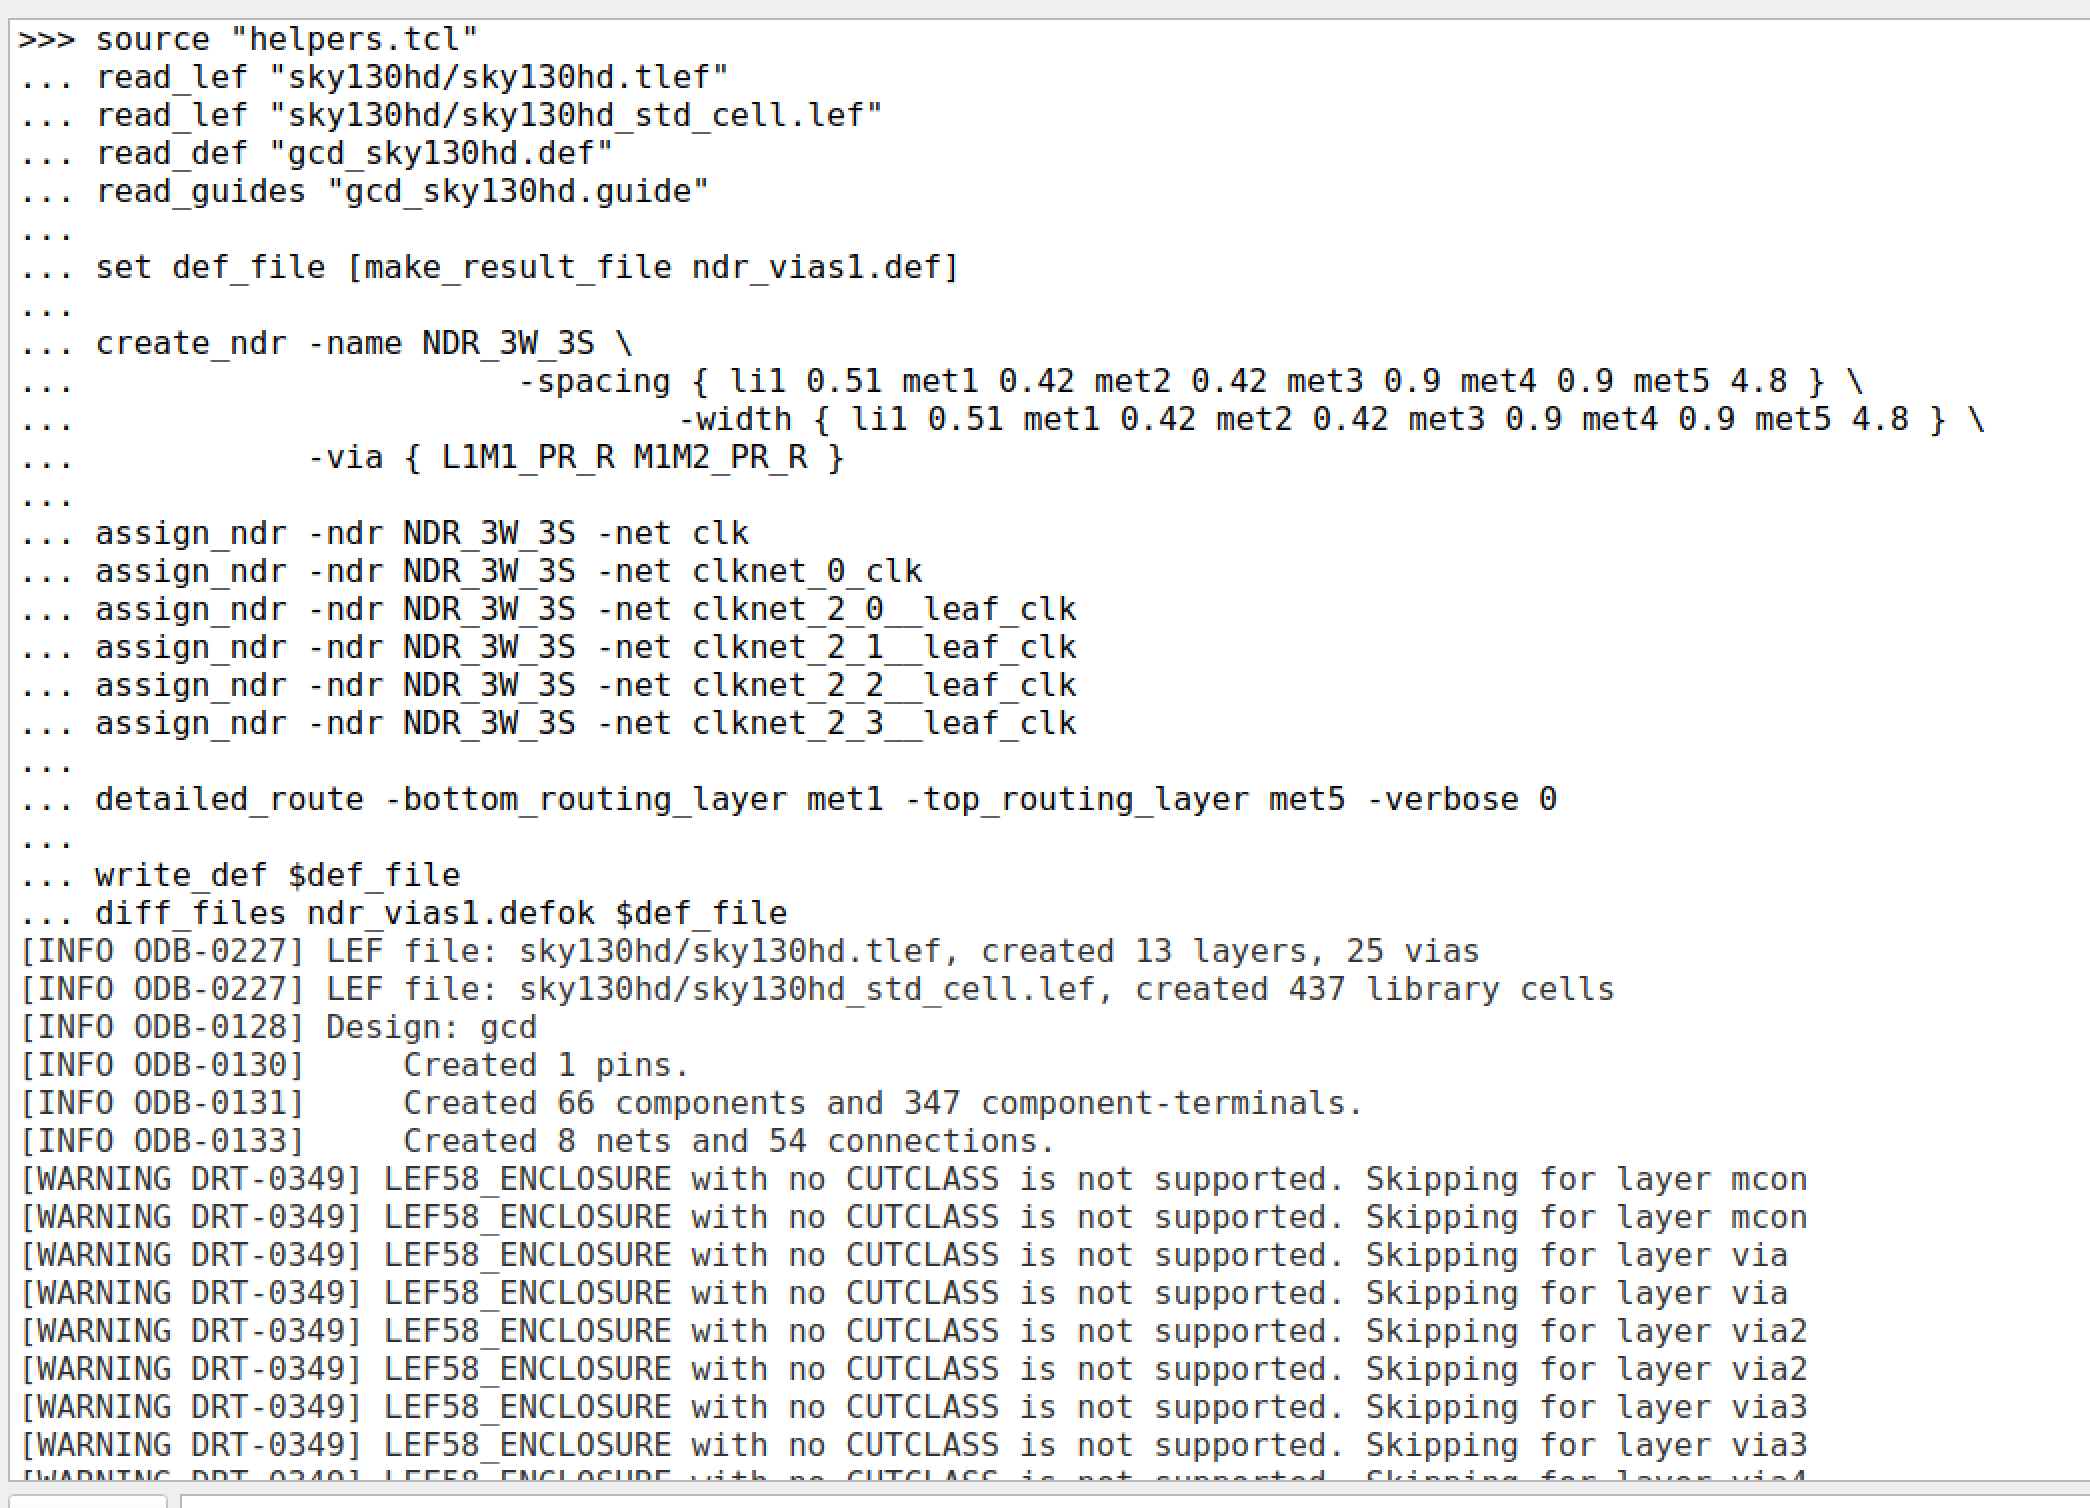 >>> source "helpers.tcl"
... read_lef "sky130hd/sky130hd.tlef"
... read_lef "sky130hd/sky130hd_std_cell.lef"
... read_def "gcd_sky130hd.def"
... read_guides "gcd_sky130hd.guide"
...
... set def_file [make_result_file ndr_vias1.def]
...
... create_ndr -name NDR_3W_3S \
...                       -spacing { li1 0.51 met1 0.42 met2 0.42 met3 0.9 met4 0.9 met5 4.8 } \
...                               -width { li1 0.51 met1 0.42 met2 0.42 met3 0.9 met4 0.9 met5 4.8 } \
...            -via { L1M1_PR_R M1M2_PR_R }
...
... assign_ndr -ndr NDR_3W_3S -net clk
... assign_ndr -ndr NDR_3W_3S -net clknet_0_clk
... assign_ndr -ndr NDR_3W_3S -net clknet_2_0__leaf_clk
... assign_ndr -ndr NDR_3W_3S -net clknet_2_1__leaf_clk
... assign_ndr -ndr NDR_3W_3S -net clknet_2_2__leaf_clk
... assign_ndr -ndr NDR_3W_3S -net clknet_2_3__leaf_clk
...
... detailed_route -bottom_routing_layer met1 -top_routing_layer met5 -verbose 0
...
... write_def $def_file
... diff_files ndr_vias1.defok $def_file
[INFO ODB-0227] LEF file: sky130hd/sky130hd.tlef, created 13 layers, 25 vias
[INFO ODB-0227] LEF file: sky130hd/sky130hd_std_cell.lef, created 437 library cells
[INFO ODB-0128] Design: gcd
[INFO ODB-0130]     Created 1 pins.
[INFO ODB-0131]     Created 66 components and 347 component-terminals.
[INFO ODB-0133]     Created 8 nets and 54 connections.
[WARNING DRT-0349] LEF58_ENCLOSURE with no CUTCLASS is not supported. Skipping for layer mcon
[WARNING DRT-0349] LEF58_ENCLOSURE with no CUTCLASS is not supported. Skipping for layer mcon
[WARNING DRT-0349] LEF58_ENCLOSURE with no CUTCLASS is not supported. Skipping for layer via
[WARNING DRT-0349] LEF58_ENCLOSURE with no CUTCLASS is not supported. Skipping for layer via
[WARNING DRT-0349] LEF58_ENCLOSURE with no CUTCLASS is not supported. Skipping for layer via2
[WARNING DRT-0349] LEF58_ENCLOSURE with no CUTCLASS is not supported. Skipping for layer via2
[WARNING DRT-0349] LEF58_ENCLOSURE with no CUTCLASS is not supported. Skipping for layer via3
[WARNING DRT-0349] LEF58_ENCLOSURE with no CUTCLASS is not supported. Skipping for layer via3
[WARNING DRT-0349] LEF58_ENCLOSURE with no CUTCLASS is not supported. Skipping for layer via4